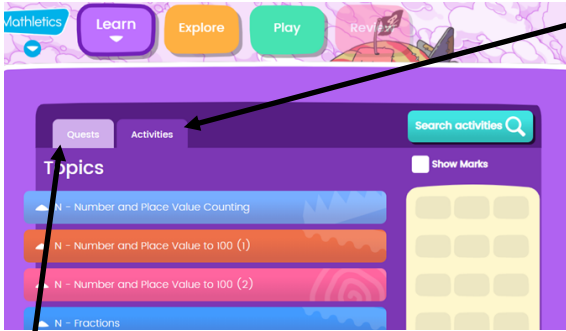 Mathletics
Learn
Explore
Play
Review
Quests
Activities
Search activities
Topics
Show Marks
N - Number and Place Value Counting
N - Number and Place Value to 100 (1)
N - Number and Place Value to 100 (2)
N - Fractions